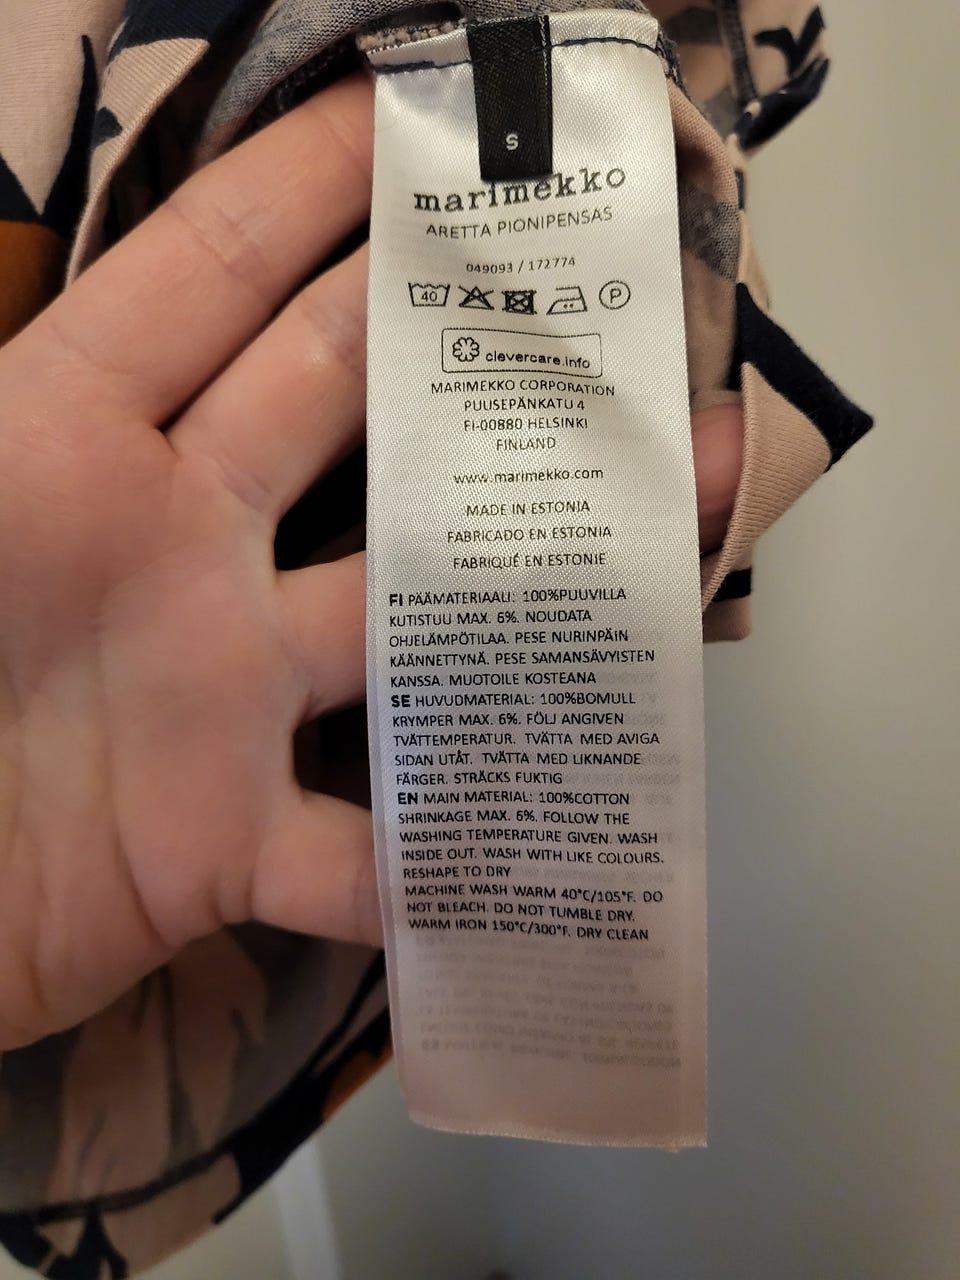 S
marimekko
ARETTA PIONIPENSAS
049093 / 172774
40 P
clevercare.info
MARIMEKKO CORPORATION
PUUSEPÄNKATU 4
FI-00880 HELSINKI
FINLAND
www.marimekko.com
MADE IN ESTONIA
FABRICADO EN ESTONIA
FABRIQUÉ EN ESTONIE
FI PÄÄMATERIAALI: 100%PUUVILLA
KUTISTUU MAX. 6%. NOUDATA
OHJELÄMPÖTILAA. PESE NURINPÄIN
KÄÄNNETTYNÄ. PESE SAMANSÄVYISTEN
KANSSA. MUOTOILE KOSTEANA
SE HUVUDMATERIAL: 100%BOMULL
KRYMPER MAX. 6%. FÖLJ ANGIVEN
TVÄTTEMPERATUR. TVÄTTA MED AVIGA
SIDAN UTÅT. TVÄTTA MED LIKNANDE
FÄRGER. STRÄCKS FUKTIG
EN MAIN MATERIAL: 100%COTTON
SHRINKAGE MAX. 6%. FOLLOW THE
WASHING TEMPERATURE GIVEN. WASH
INSIDE OUT. WASH WITH LIKE COLOURS.
RESHAPE TO DRY
MACHINE WASH WARM 40°C/105°F. DO
NOT BLEACH. DO NOT TUMBLE DRY.
WARM IRON 150°C/300°F. DRY CLEAN